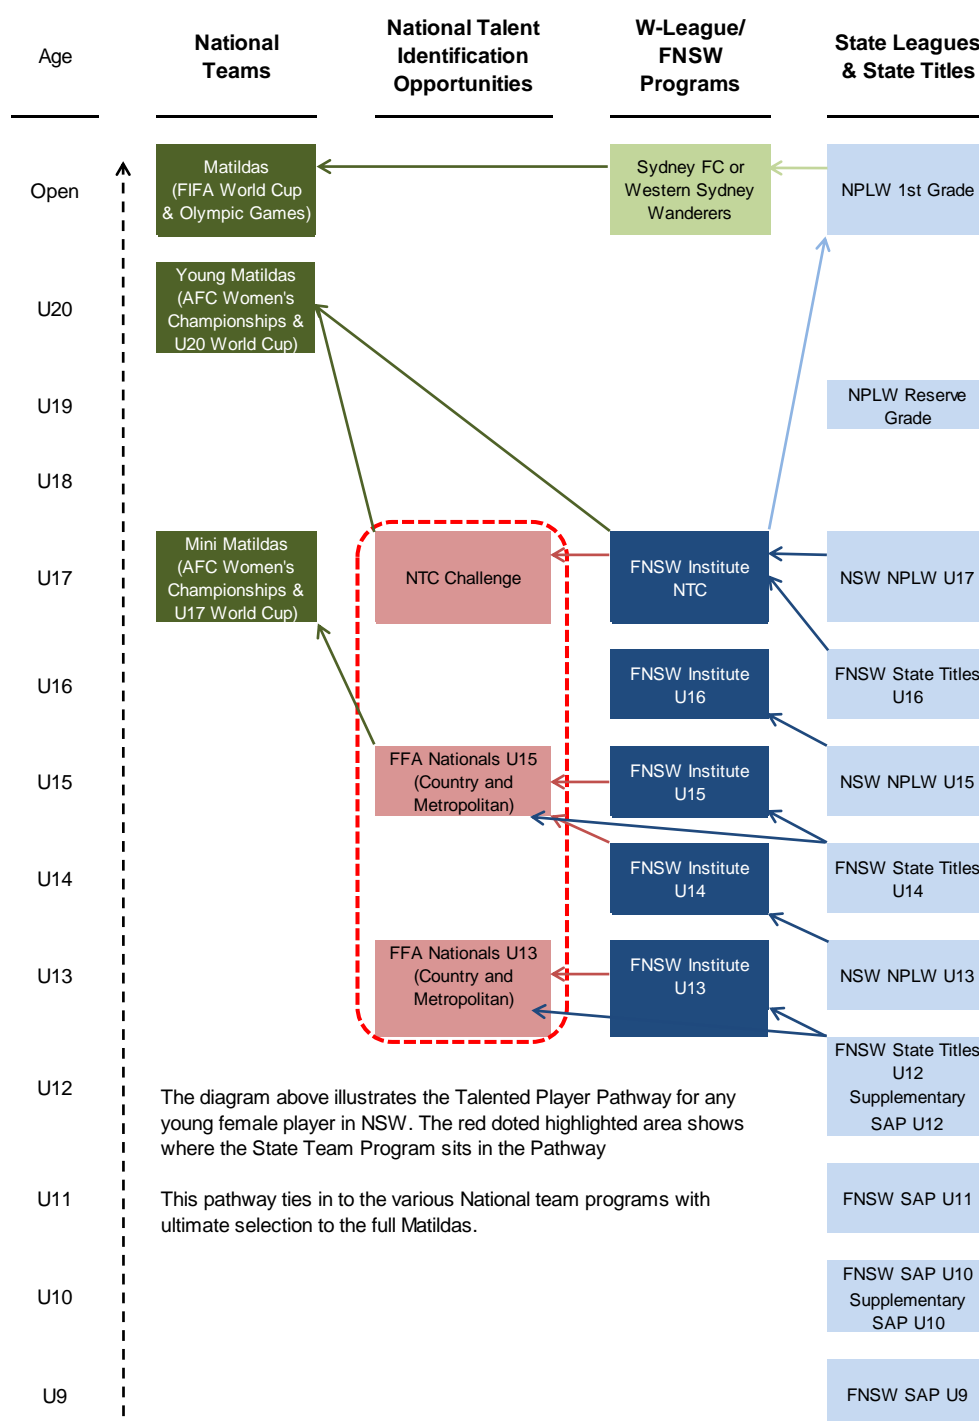 Age
National
Teams
National Talent
Identification
Opportunities
W-League/
FNSW
Programs
State Leagues
& State Titles
Open
Matildas
(FIFA World Cup
& Olympic Games)
Sydney FC or
Western Sydney
Wanderers
NPLW 1st Grade
U20
Young Matildas
(AFC Women's
Championships &
U20 World Cup)
U19
NPLW Reserve
Grade
U18
U17
Mini Matildas
(AFC Women's
Championships &
U17 World Cup)
NTC Challenge
FNSW Institute
NTC
NSW NPLW U17
U16
FNSW Institute
U16
FNSW State Titles
U16
U15
FFA Nationals U15
(Country and
Metropolitan)
FNSW Institute
U15
NSW NPLW U15
U14
FNSW Institute
U14
FNSW State Titles
U14
U13
FFA Nationals U13
(Country and
Metropolitan)
FNSW Institute
U13
NSW NPLW U13
U12
FNSW State Titles
U12
Supplementary
SAP U12
The diagram above illustrates the Talented Player Pathway for any
young female player in NSW. The red doted highlighted area shows
where the State Team Program sits in the Pathway
U11
This pathway ties in to the various National team programs with
ultimate selection to the full Matildas.
FNSW SAP U11
U10
FNSW SAP U10
Supplementary
SAP U10
U9
FNSW SAP U9